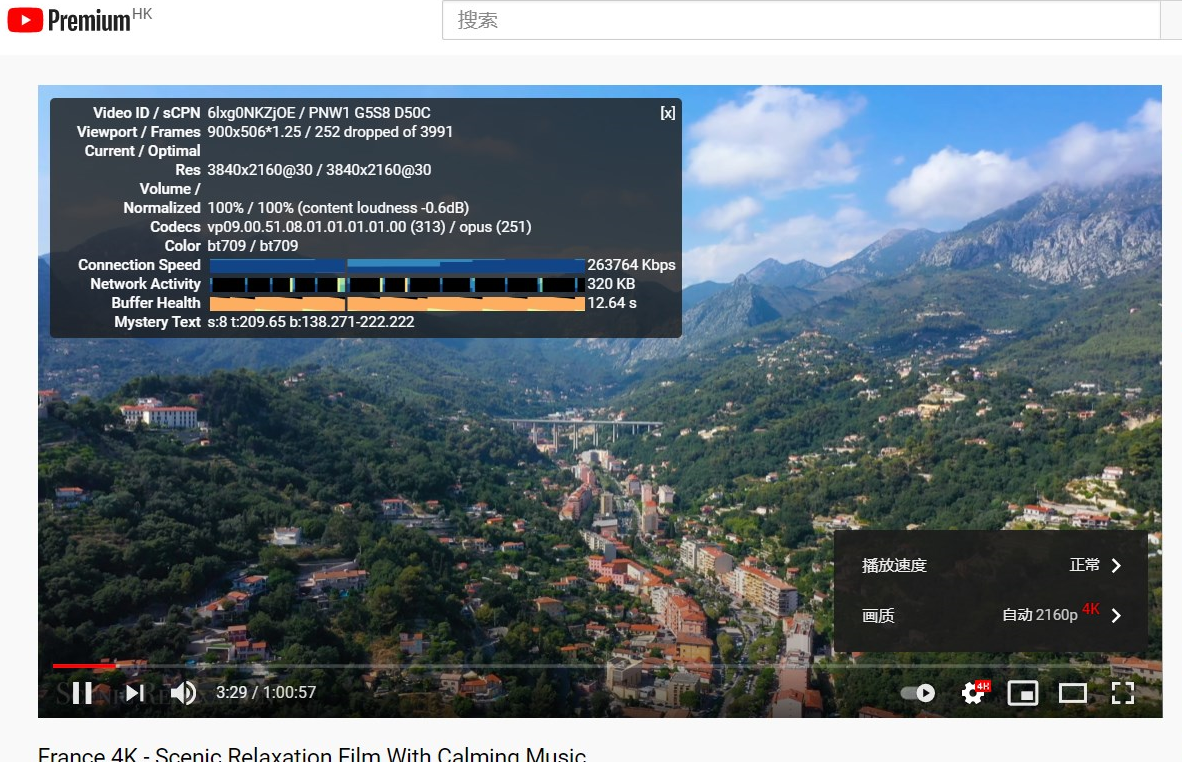 Premium HK
搜索
Video ID / sCPN 6lxg0NKZjOE / PNW1 G5S8 D50C [x]
Viewport / Frames 900x506*1.25 / 252 dropped of 3991
Current / Optimal
Res 3840x2160@30 / 3840x2160@30
Volume /
Normalized 100% / 100% (content loudness -0.6dB)
Codecs vp09.00.51.08.01.01.01.01.00 (313) / opus (251)
Color bt709 / bt709
Connection Speed 263764 Kbps
Network Activity 320 KB
Buffer Health 12.64 s
Mystery Text s:8 t:209.65 b:138.271-222.222
播放速度 正常
画质 自动 2160p 4K
3:29 / 1:00:57
4K
France 4K - Scenic Relaxation Film With Calming Music